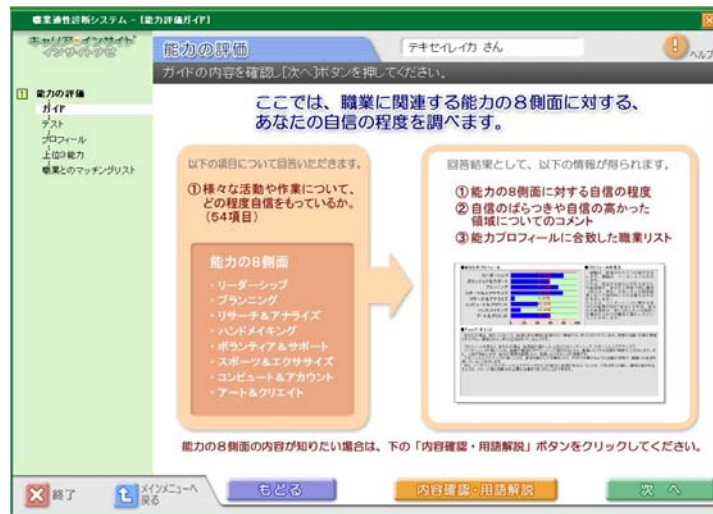 職業適性診断システム - [能力評価ガイド]
キャリア・インサイト
能力の評価
テキセイレイカ さん
ヘルプ
ガイドの内容を確認し[次へ]ボタンを押してください。
1 能力の評価
ガイド
テスト
プロフィール
上位3能力
職業とのマッチングリスト
ここでは、職業に関連する能力の8側面に対する、
あなたの自信の程度を調べます。
以下の項目について回答いただきます。
①様々な活動や作業について、
どの程度自信をもっているか。
(54項目)
能力の8側面
・リーダーシップ
・プランニング
・リサーチ&アナライズ
・ハンドメイキング
・ボランティア&サポート
・スポーツ&エクササイズ
・コンピュート&アカウント
・アート&クリエイト
回答結果として、以下の情報が得られます。
①能力の8側面に対する自信の程度
②自信のばらつきや自信の高かった
領域についてのコメント
③能力プロフィールに合致した職業リスト
能力の8側面の内容が知りたい場合は、下の「内容確認・用語解説」ボタンをクリックしてください。
終了
メインメニューへ
戻る
もどる
内容確認・用語解説
次 へ